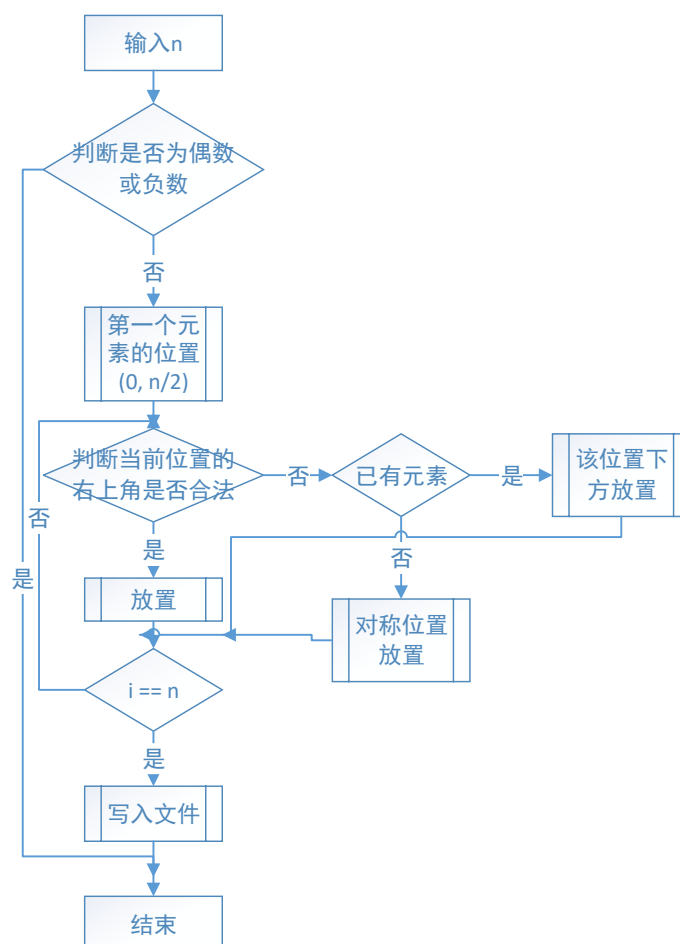 输入n
判断是否为偶数
或负数
否
第一个元
素的位置
(0, n/2)
判断当前位置的
右上角是否合法
否
已有元素
是
该位置下
方放置
否
是
否
是
放置
对称位置
放置
i == n
是
写入文件
结束